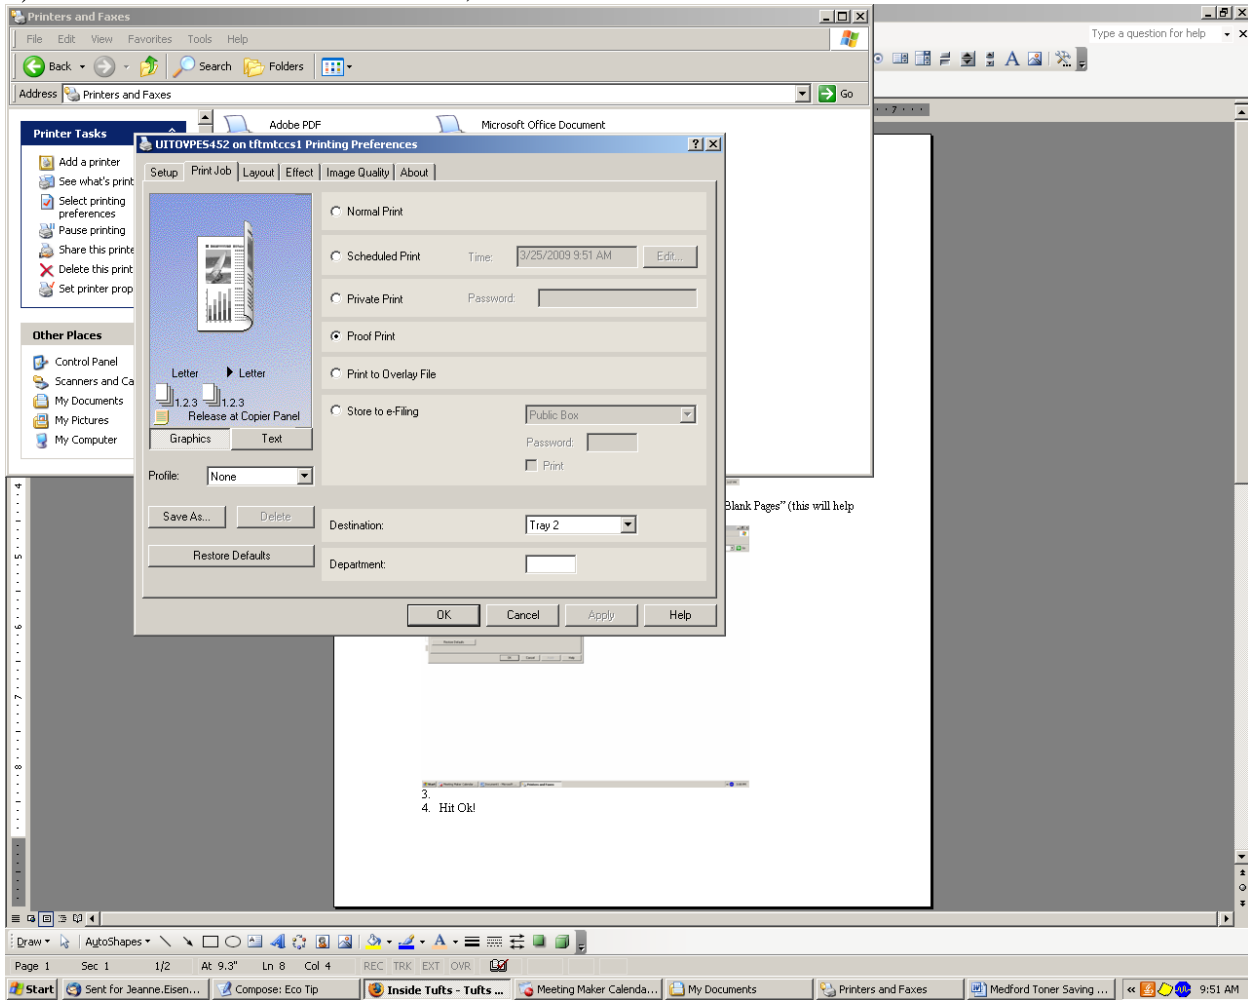 Printers and Faxes
File Edit View Favorites Tools Help
Type a question for help
Back Search Folders
Address Printers and Faxes Go
7
Printer Tasks
Adobe PDF
Microsoft Office Document
Add a printer
See what's print
Select printing
preferences
Pause printing
Share this printe
Delete this print
Set printer prop
Other Places
Control Panel
Scanners and Ca
My Documents
My Pictures
My Computer
UITOVPES452 on tftmtccs1 Printing Preferences
Setup Print Job Layout Effect Image Quality About
Normal Print
Scheduled Print Time: 3/25/2009 9:51 AM Edit...
Private Print Password:
Proof Print
Print to Overlay File
Store to e-Filing Public Box
Password:
Print
Letter Letter
1.2.3 1.2.3
Release at Copier Panel
Graphics Text
Profile: None
Save As... Delete
Restore Defaults
Destination: Tray 2
Department:
OK Cancel Apply Help
Blank Pages" (this will help
3.
4. Hit Ok!
5
6
7
8
Draw AutoShapes
Page 1 Sec 1 1/2 At 9.3" Ln 8 Col 4 REC TRK EXT OVR
Start Sent for Jeanne.Eisen... Compose: Eco Tip Inside Tufts - Tufts ... Meeting Maker Calenda... My Documents Printers and Faxes Medford Toner Saving ... 9:51 AM